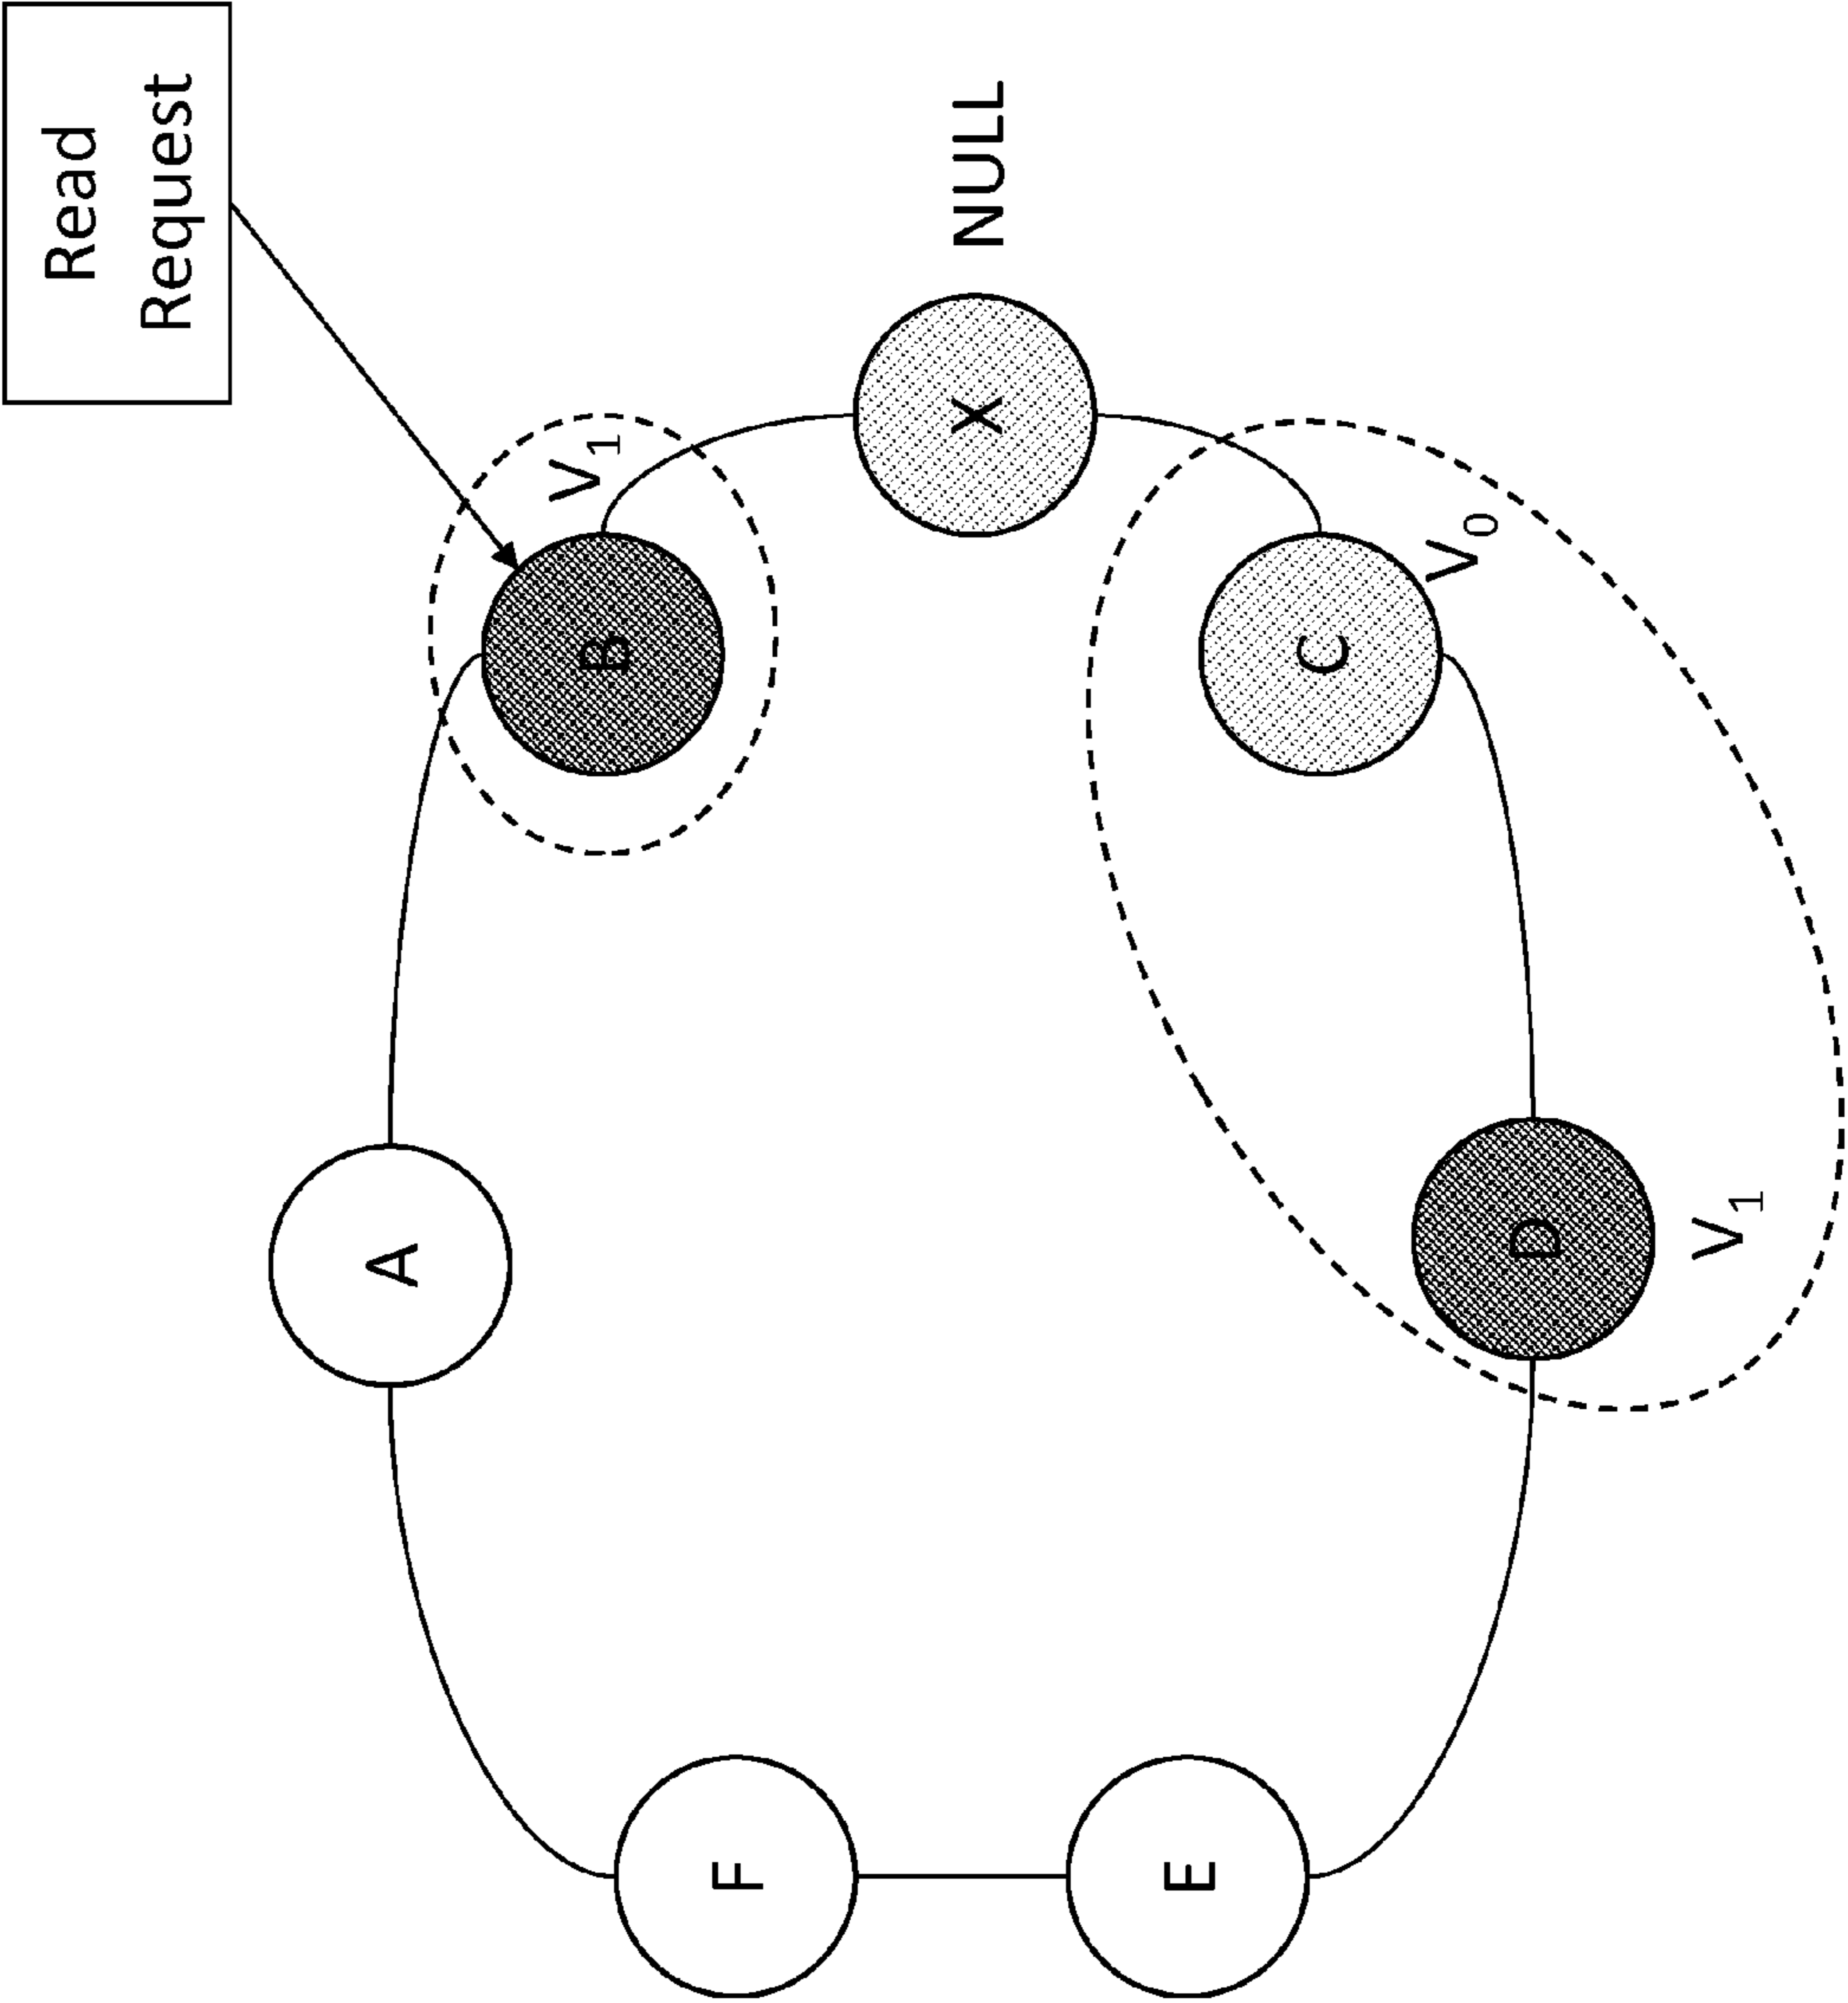 Read
Request
A
B V₁
F
X NULL
E
C
V₀
D
V₁